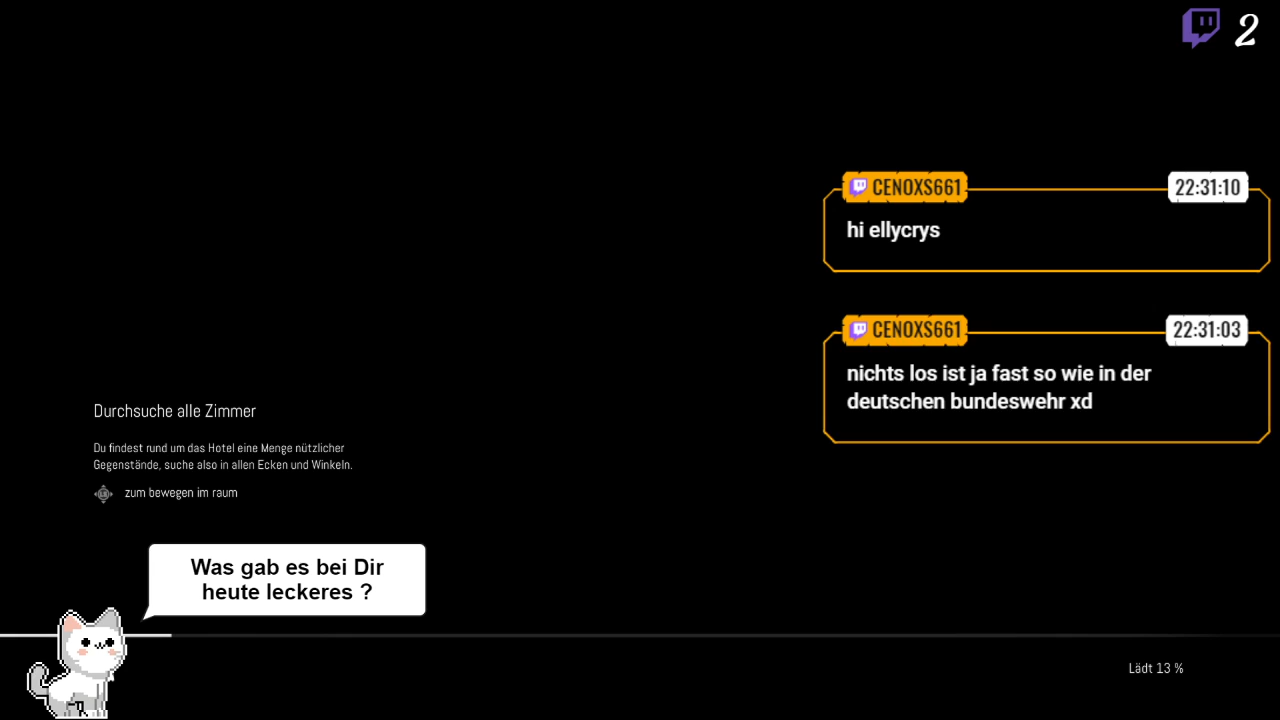 2
CENOXS661
22:31:10
hi ellycrys
CENOXS661
22:31:03
nichts los ist ja fast so wie in der
deutschen bundeswehr xd
Durchsuche alle Zimmer
Du findest rund um das Hotel eine Menge nützlicher
Gegenstände, suche also in allen Ecken und Winkeln.
zum bewegen im raum
Was gab es bei Dir
heute leckeres ?
Lädt 13 %